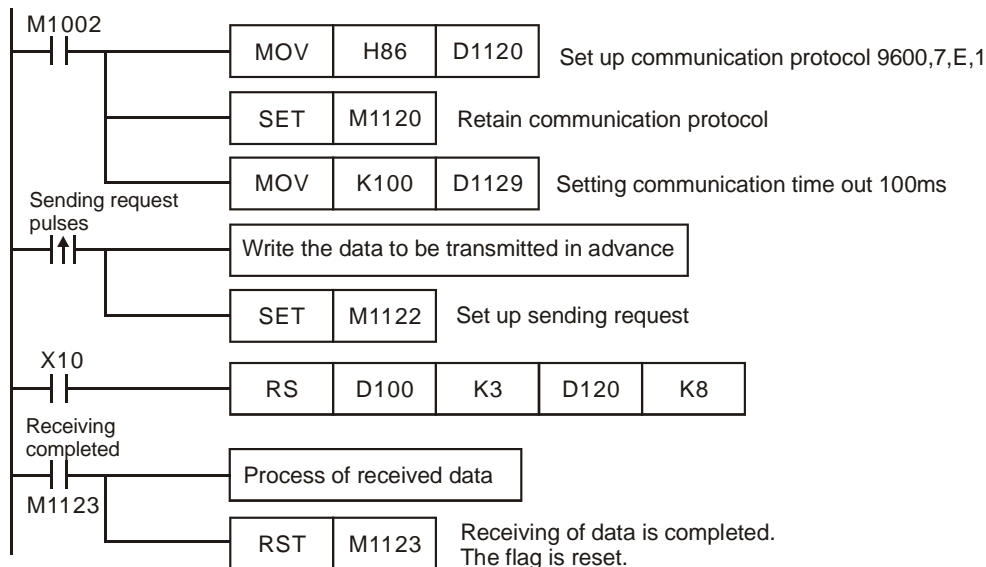 M1002
MOV H86 D1120 Set up communication protocol 9600,7,E,1
SET M1120 Retain communication protocol
MOV K100 D1129 Setting communication time out 100ms
Sending request
pulses
Write the data to be transmitted in advance
SET M1122 Set up sending request
X10
RS D100 K3 D120 K8
Receiving
completed
Process of received data
M1123
RST M1123 Receiving of data is completed.
The flag is reset.